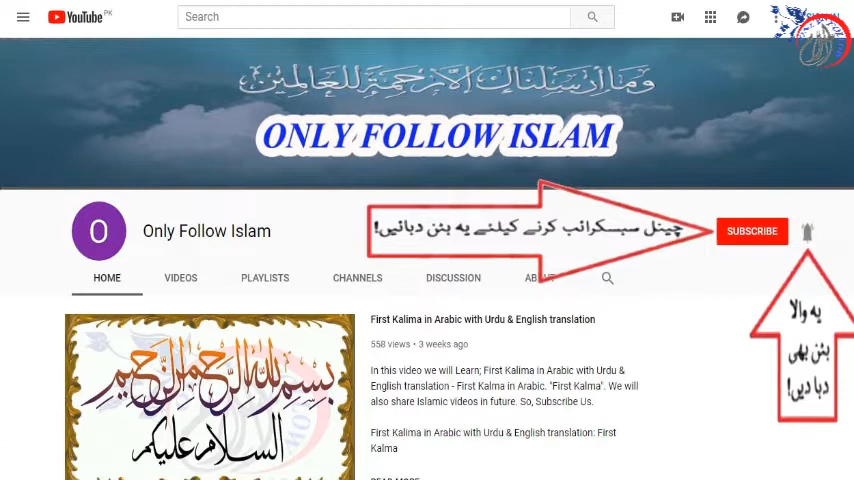 YouTube PK
Search
وما أرسلناك إلا رحمة للعالمين
ONLY FOLLOW ISLAM
O
Only Follow Islam
چینل سبسکرائب کرنے کیلئے یہ بٹن دبائیں!
SUBSCRIBE
HOME
VIDEOS
PLAYLISTS
CHANNELS
DISCUSSION
یہ والا
بٹن بھی
دبا دیں!
بسم الله الرحمن الرحيم
السلام علیکم
First Kalima in Arabic with Urdu & English translation
558 views • 3 weeks ago
In this video we will Learn; First Kalima in Arabic with Urdu &
English translation - First Kalma in Arabic. "First Kalma". We will
also share Islamic videos in future. So, Subscribe Us.
First Kalima in Arabic with Urdu & English translation: First
Kalma